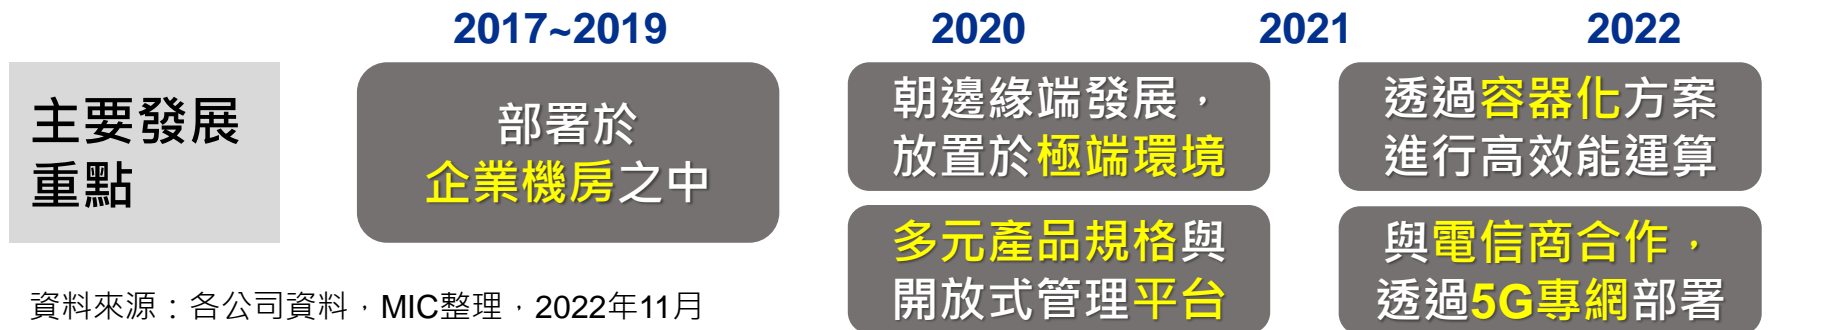 2017~2019
2020
2021
2022
主要發展
重點
部署於
企業機房之中
朝邊緣端發展，
放置於極端環境
多元產品規格與
開放式管理平台
透過容器化方案
進行高效能運算
與電信商合作，
透過5G專網部署
資料來源：各公司資料，MIC整理，2022年11月